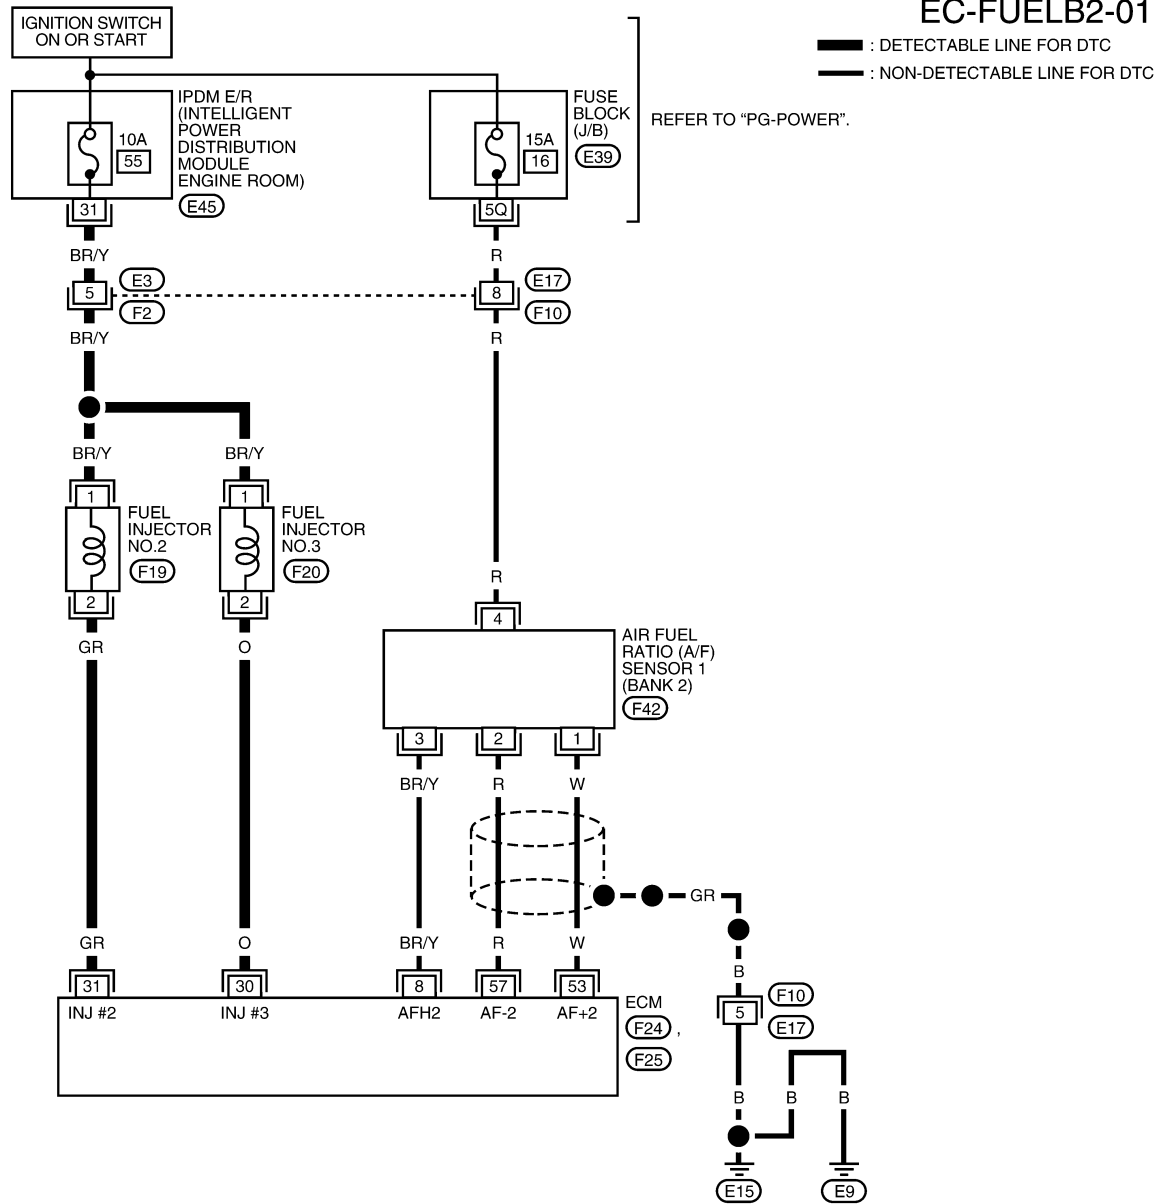 EC-FUELB2-01
: DETECTABLE LINE FOR DTC
: NON-DETECTABLE LINE FOR DTC
IGNITION SWITCH
ON OR START
IPDM E/R
(INTELLIGENT
POWER
DISTRIBUTION
MODULE
ENGINE ROOM)
E45
10A
55
31
FUSE
BLOCK
(J/B)
E39
15A
16
5Q
REFER TO “PG-POWER”.
BR/Y
R
5
E3
F2
8
E17
F10
BR/Y
R
BR/Y
BR/Y
1
1
FUEL
INJECTOR
NO.2
F19
FUEL
INJECTOR
NO.3
F20
2
2
GR
O
R
4
AIR FUEL
RATIO (A/F)
SENSOR 1
(BANK 2)
F42
3
2
1
BR/Y
R
W
GR
GR
O
BR/Y
R
W
B
31
30
8
57
53
INJ #2
INJ #3
AFH2
AF-2
AF+2
ECM
F24 ,
F25
F10
5
E17
B
B
B
E15
E9